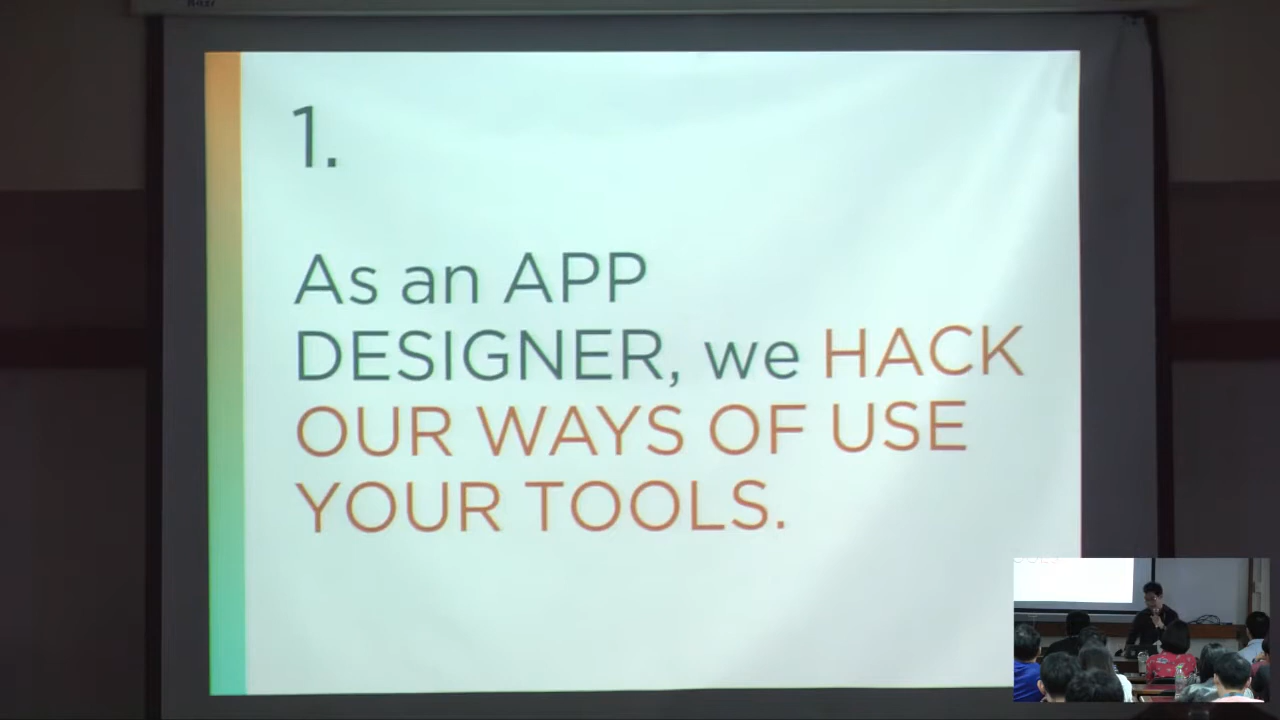 1.
As an APP
DESIGNER, we HACK
OUR WAYS OF USE
YOUR TOOLS.